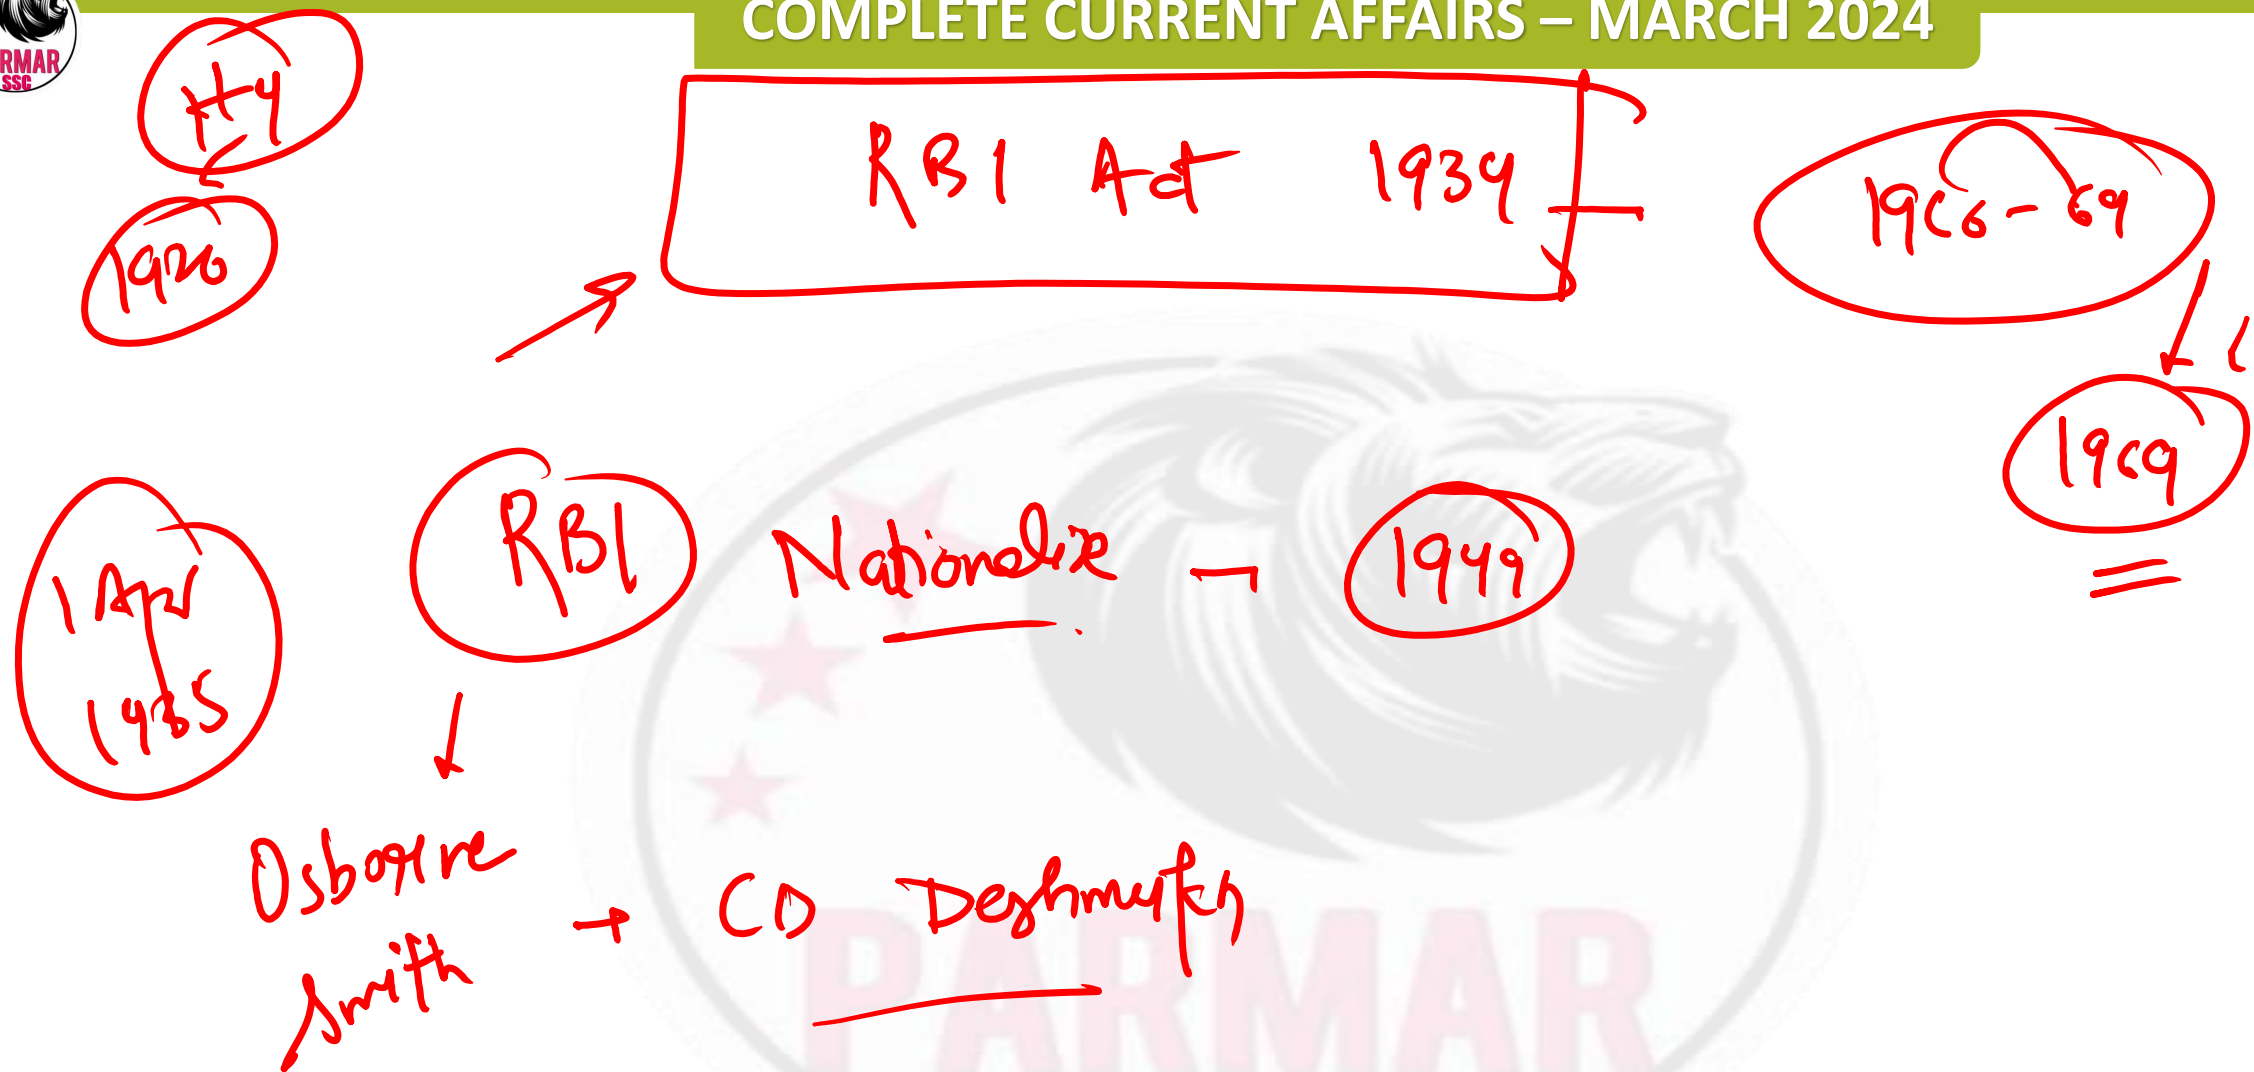 COMPLETE CURRENT AFFAIRS – MARCH 2024
RMAR
SSC
H-Y
1926
RBI Act 1934
1966-69
1969
1 Apr
1935
RBI Nationalize - 1949
Osborne
Smith → CD Deshmukh
PARMAR